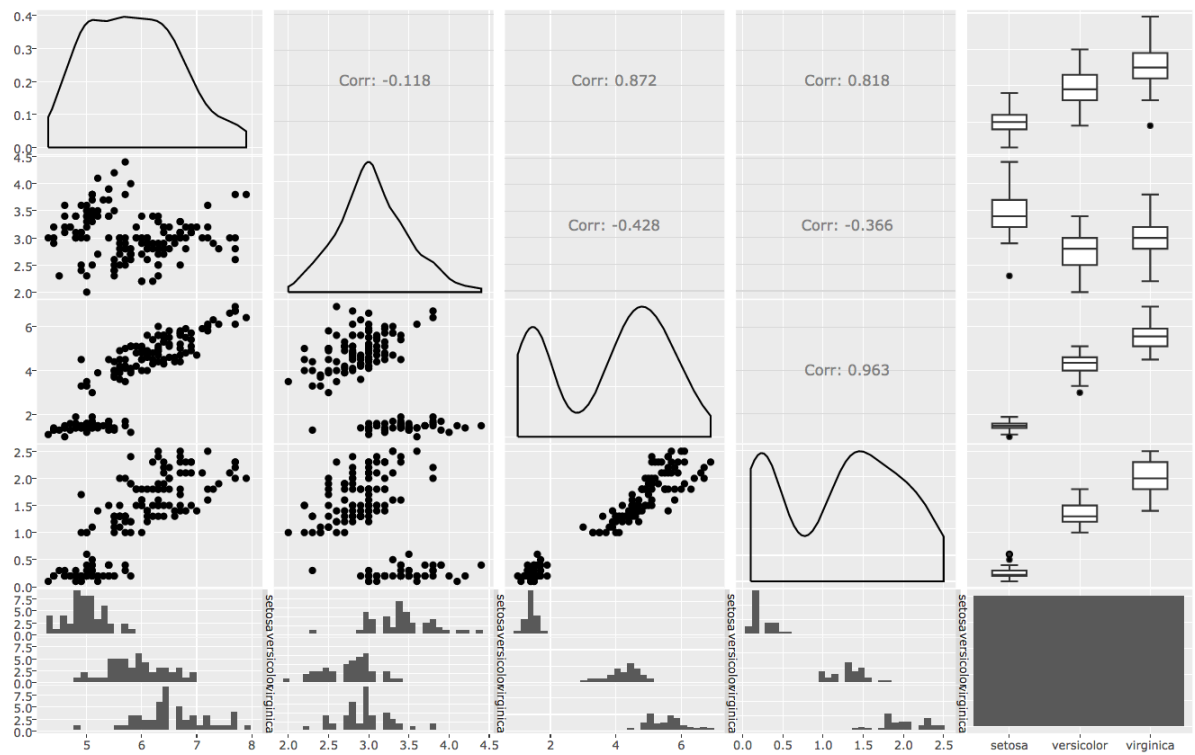 0.4
0.3
0.2
0.1
0.0
Corr: -0.118
Corr: 0.872
Corr: 0.818
4.5
4.0
3.5
3.0
2.5
2.0
Corr: -0.428
Corr: -0.366
6
4
2
Corr: 0.963
2.5
2.0
1.5
1.0
0.5
0.0
7.5
5.0
2.5
0.0
7.5
5.0
2.5
0.0
7.5
5.0
2.5
0.0
setosa
versicolor
virginica
setosa
versicolor
virginica
setosa
versicolor
virginica
setosa
versicolor
virginica
5 6 7 8
2.0 2.5 3.0 3.5 4.0 4.5
2 4 6
0.0 0.5 1.0 1.5 2.0 2.5
setosa versicolor virginica